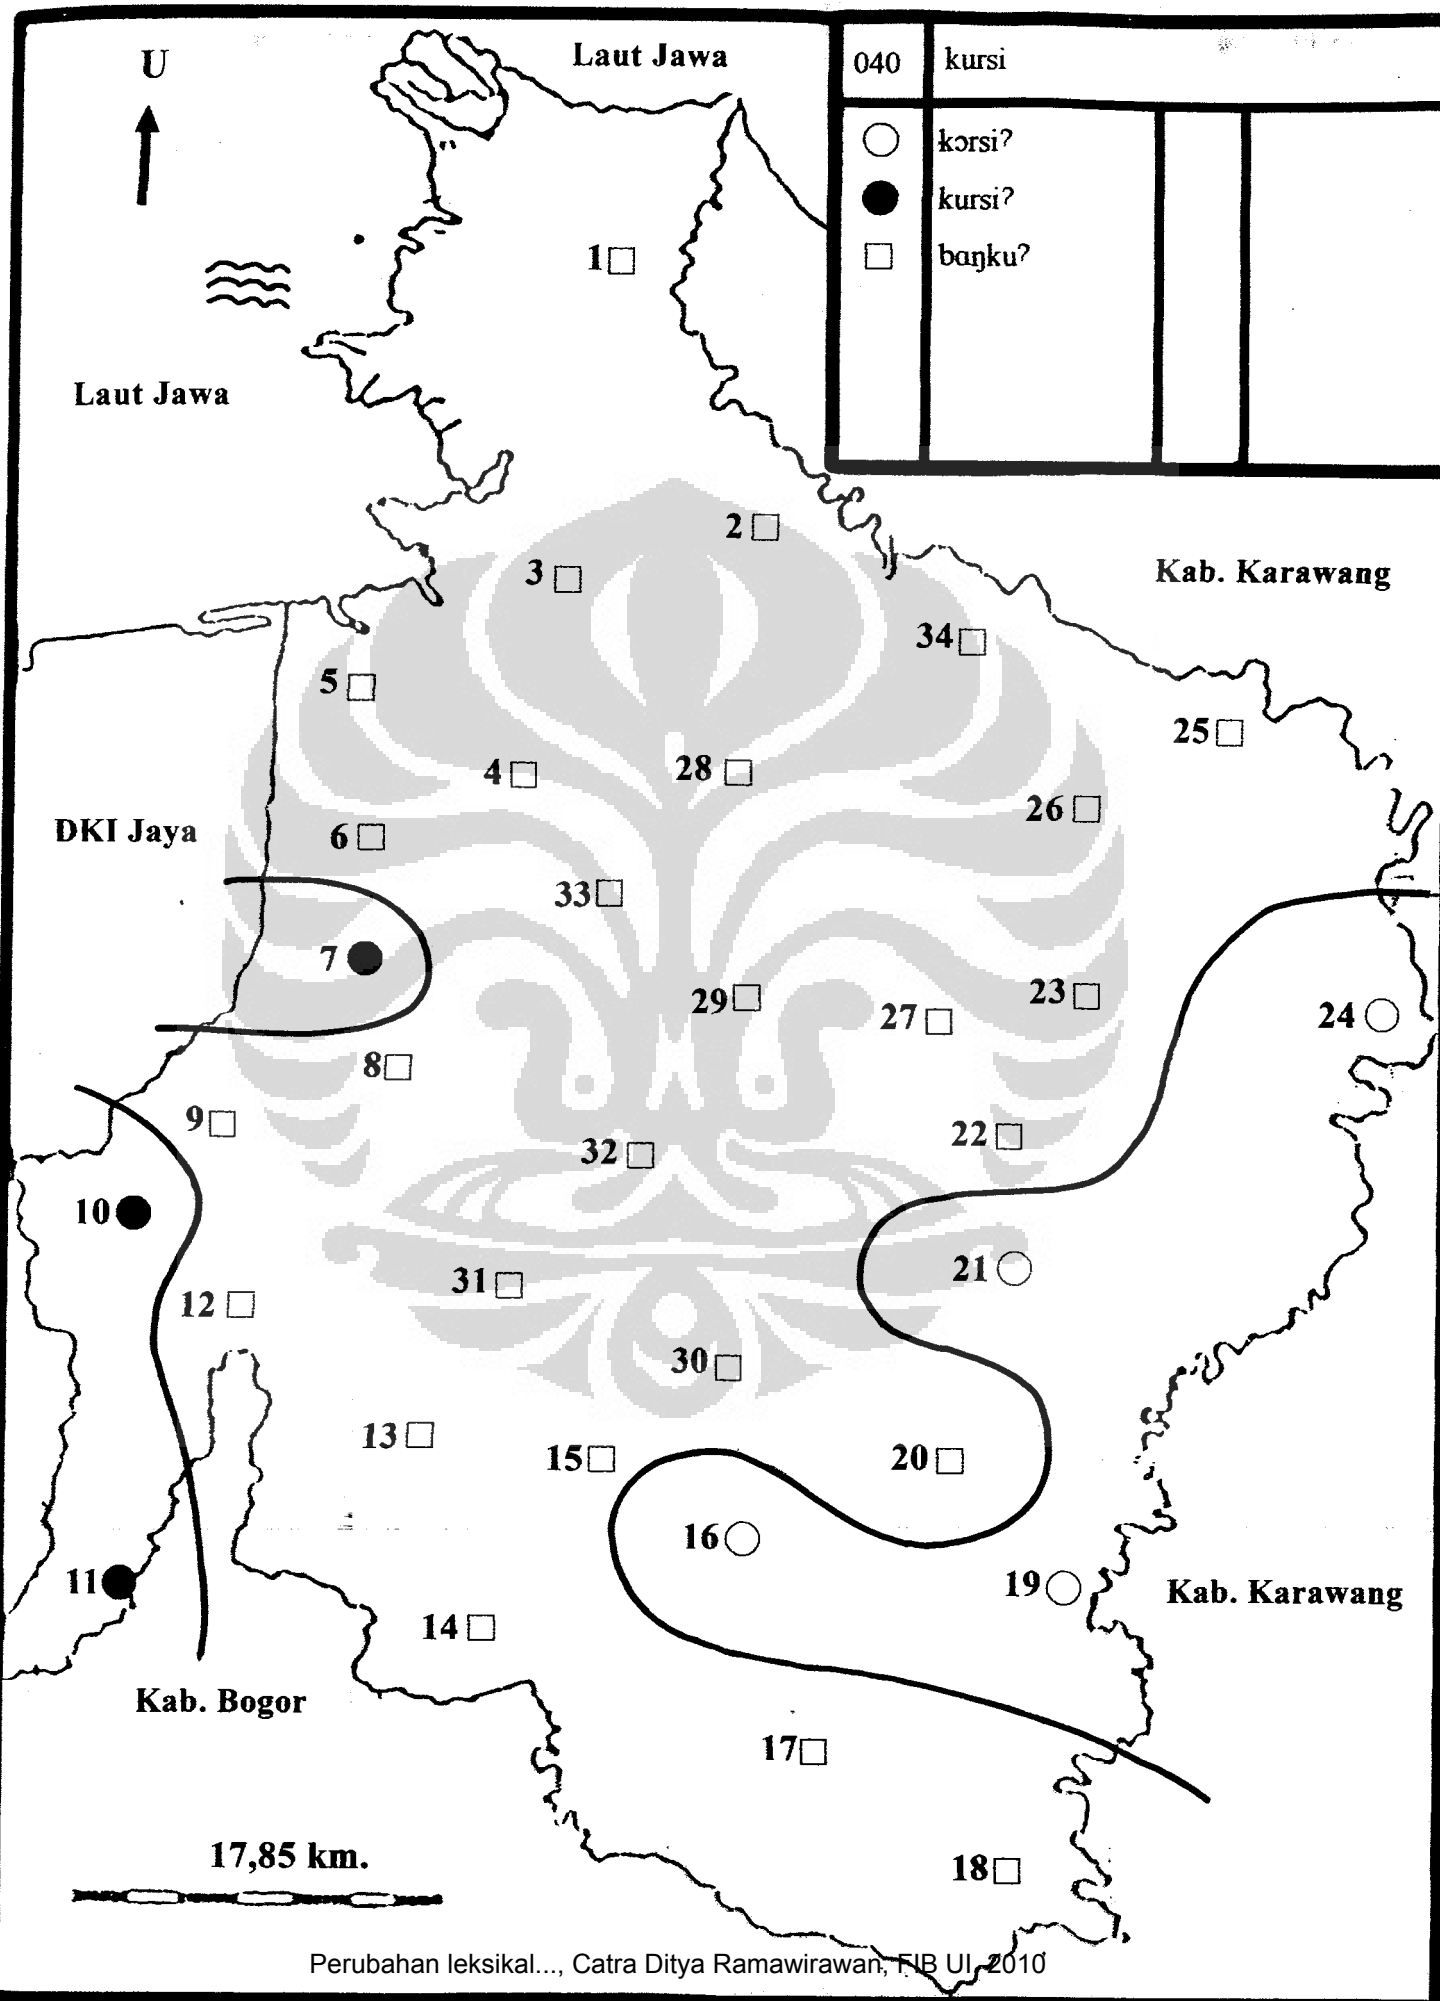 U
Laut Jawa
040 kursi
kɔrsiʔ
kursiʔ
bɑŋkuʔ
1
Laut Jawa
2
3
Kab. Karawang
34
5
25
4
28
26
DKI Jaya
6
33
7
29
27
23
24
8
9
22
32
10
21
31
12
30
13
15
20
16
11
19
Kab. Karawang
14
Kab. Bogor
17
17,85 km.
18
Perubahan leksikal..., Catra Ditya Ramawirawan, FIB UI, 2010